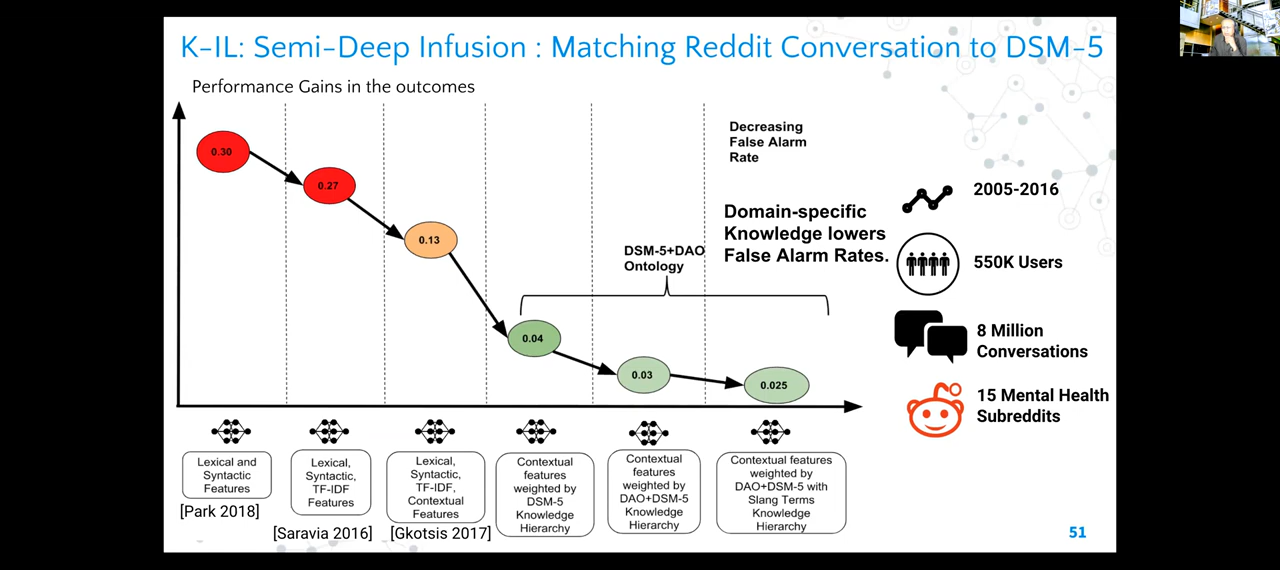 K-IL: Semi-Deep Infusion : Matching Reddit Conversation to DSM-5
Performance Gains in the outcomes
0.30
0.27
0.13
0.04
0.03
0.025
DSM-5+DAO
Ontology
Decreasing
False Alarm
Rate
Domain-specific
Knowledge lowers
False Alarm Rates.
2005-2016
550K Users
8 Million
Conversations
15 Mental Health
Subreddits
Lexical and
Syntactic
Features
[Park 2018]
Lexical,
Syntactic,
TF-IDF
Features
[Saravia 2016]
Lexical,
Syntactic,
TF-IDF,
Contextual
Features
[Gkotsis 2017]
Contextual
features
weighted by
DSM-5
Knowledge
Hierarchy
Contextual
features
weighted by
DAO+DSM-5
Knowledge
Hierarchy
Contextual features
weighted by
DAO+DSM-5 with
Slang Terms
Knowledge
Hierarchy
51